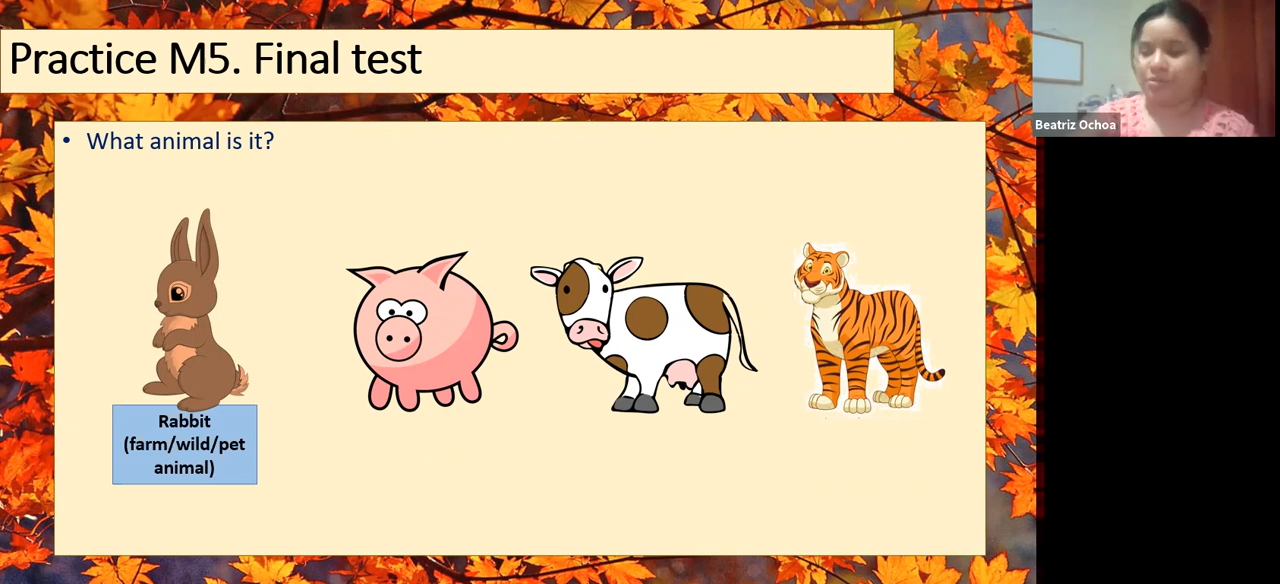 Practice M5. Final test
Beatriz Ochoa
• What animal is it?
Rabbit
(farm/wild/pet
animal)